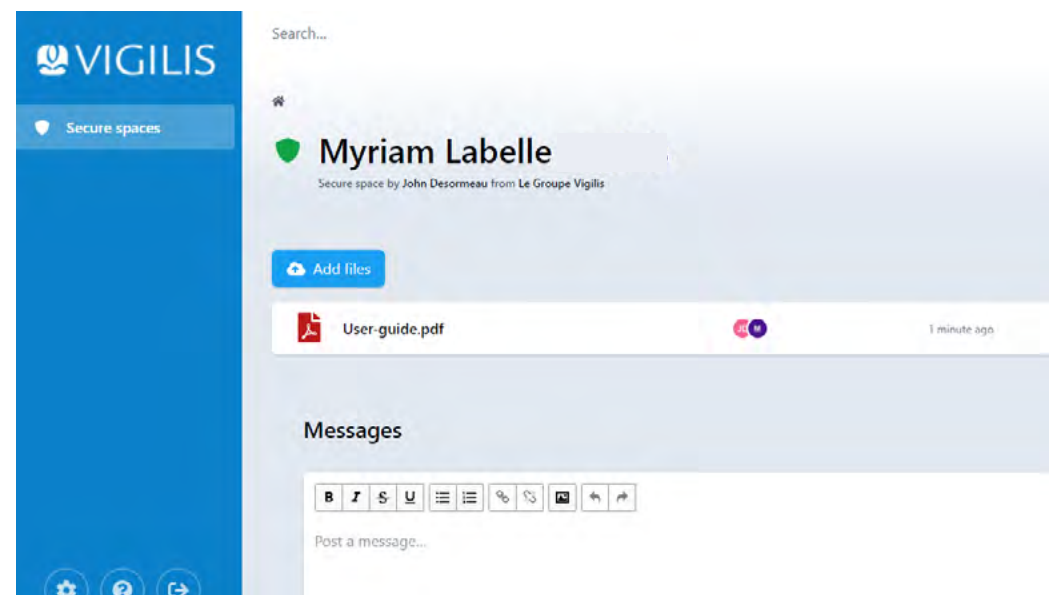 VIGILIS
Search...
Secure spaces
Myriam Labelle
Secure space by John Desormeau from Le Groupe Vigilis
Add files
User-guide.pdf
M
1 minute ago
Messages
B I S U
Post a message...